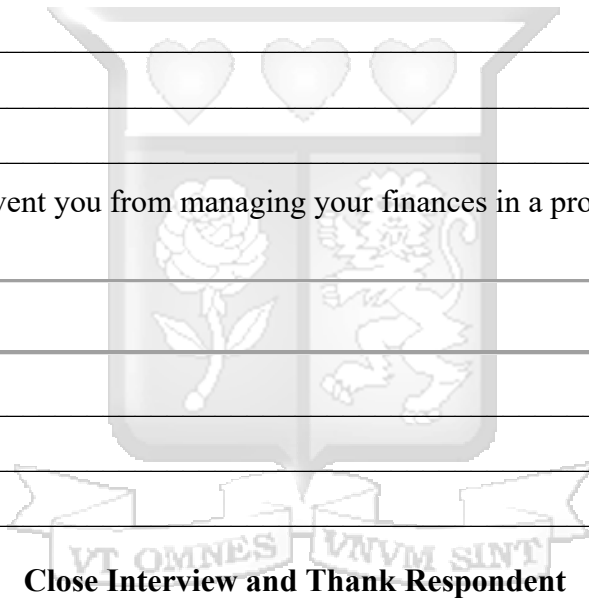 vent you from managing your finances in a pro
VT OMNES VNVM SINT
Close Interview and Thank Respondent